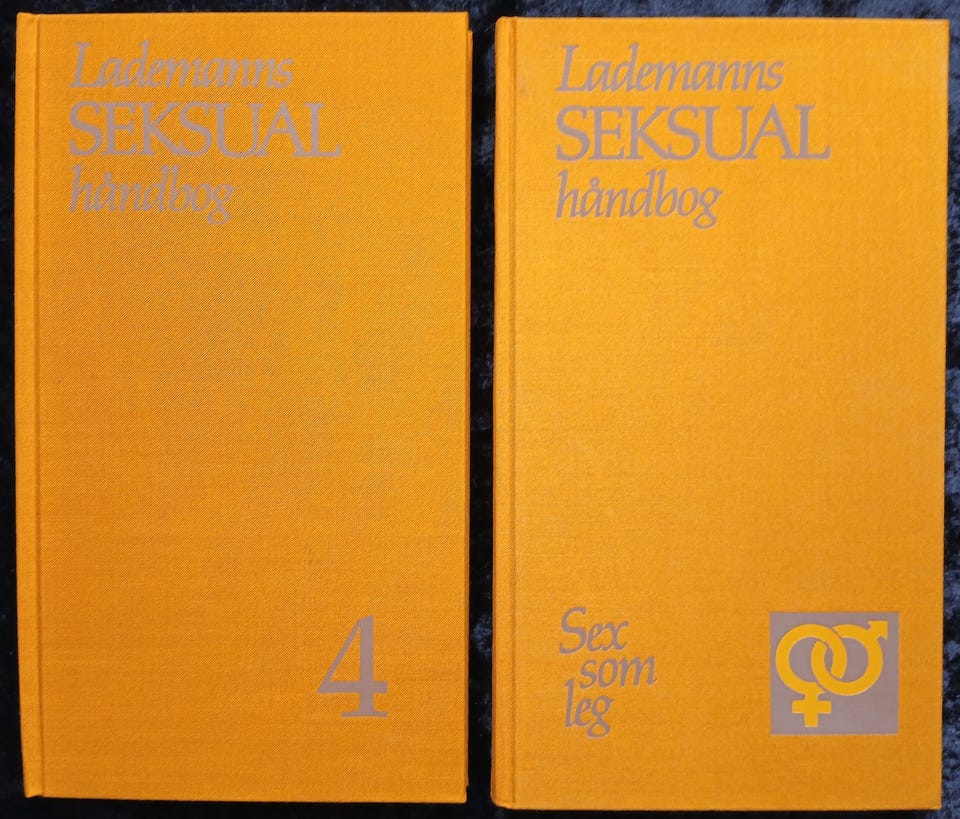 Lademanns
SEKSUAL
håndbog
4
Lademanns
SEKSUAL
håndbog
Sex
som
leg